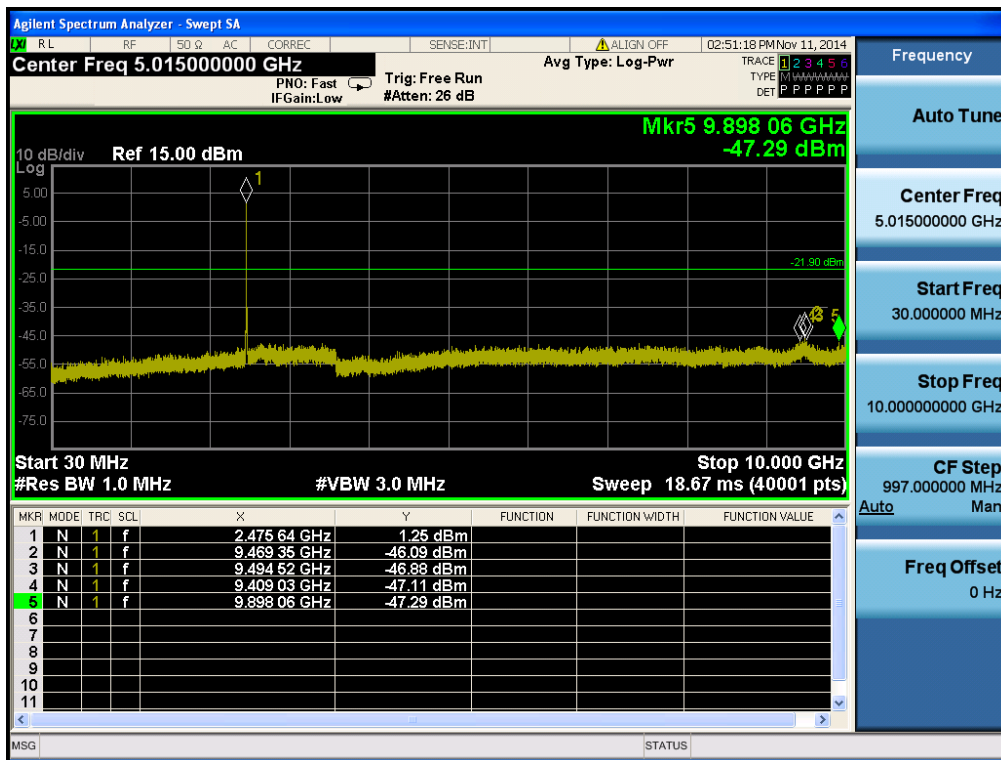 Agilent Spectrum Analyzer - Swept SA
LXI RL RF 50 Ω AC CORREC SENSE:INT ALIGN OFF 02:51:18 PM Nov 11, 2014
Center Freq 5.015000000 GHz Avg Type: Log-Pwr TRACE 1 2 3 4 5 6
PNO: Fast Trig: Free Run TYPE M WWWWW
IFGain:Low #Atten: 26 dB DET P P P P P P
Mkr5 9.898 06 GHz
10 dB/div Ref 15.00 dBm -47.29 dBm
Log
1
5.00
-5.00
-15.0
-21.90 dBm
-25.0
-35.0
5
-45.0
-55.0
-65.0
-75.0
Start 30 MHz Stop 10.000 GHz
#Res BW 1.0 MHz #VBW 3.0 MHz Sweep 18.67 ms (40001 pts)
MKR MODE TRC SCL X Y FUNCTION FUNCTION WIDTH FUNCTION VALUE
1 N 1 f 2.475 64 GHz 1.25 dBm
2 N 1 f 9.469 35 GHz -46.09 dBm
3 N 1 f 9.494 52 GHz -46.88 dBm
4 N 1 f 9.409 03 GHz -47.11 dBm
5 N 1 f 9.898 06 GHz -47.29 dBm
6
7
8
9
10
11
MSG STATUS
Frequency
Auto Tune
Center Freq
5.015000000 GHz
Start Freq
30.000000 MHz
Stop Freq
10.000000000 GHz
CF Step
997.000000 MHz
Auto Man
Freq Offset
0 Hz